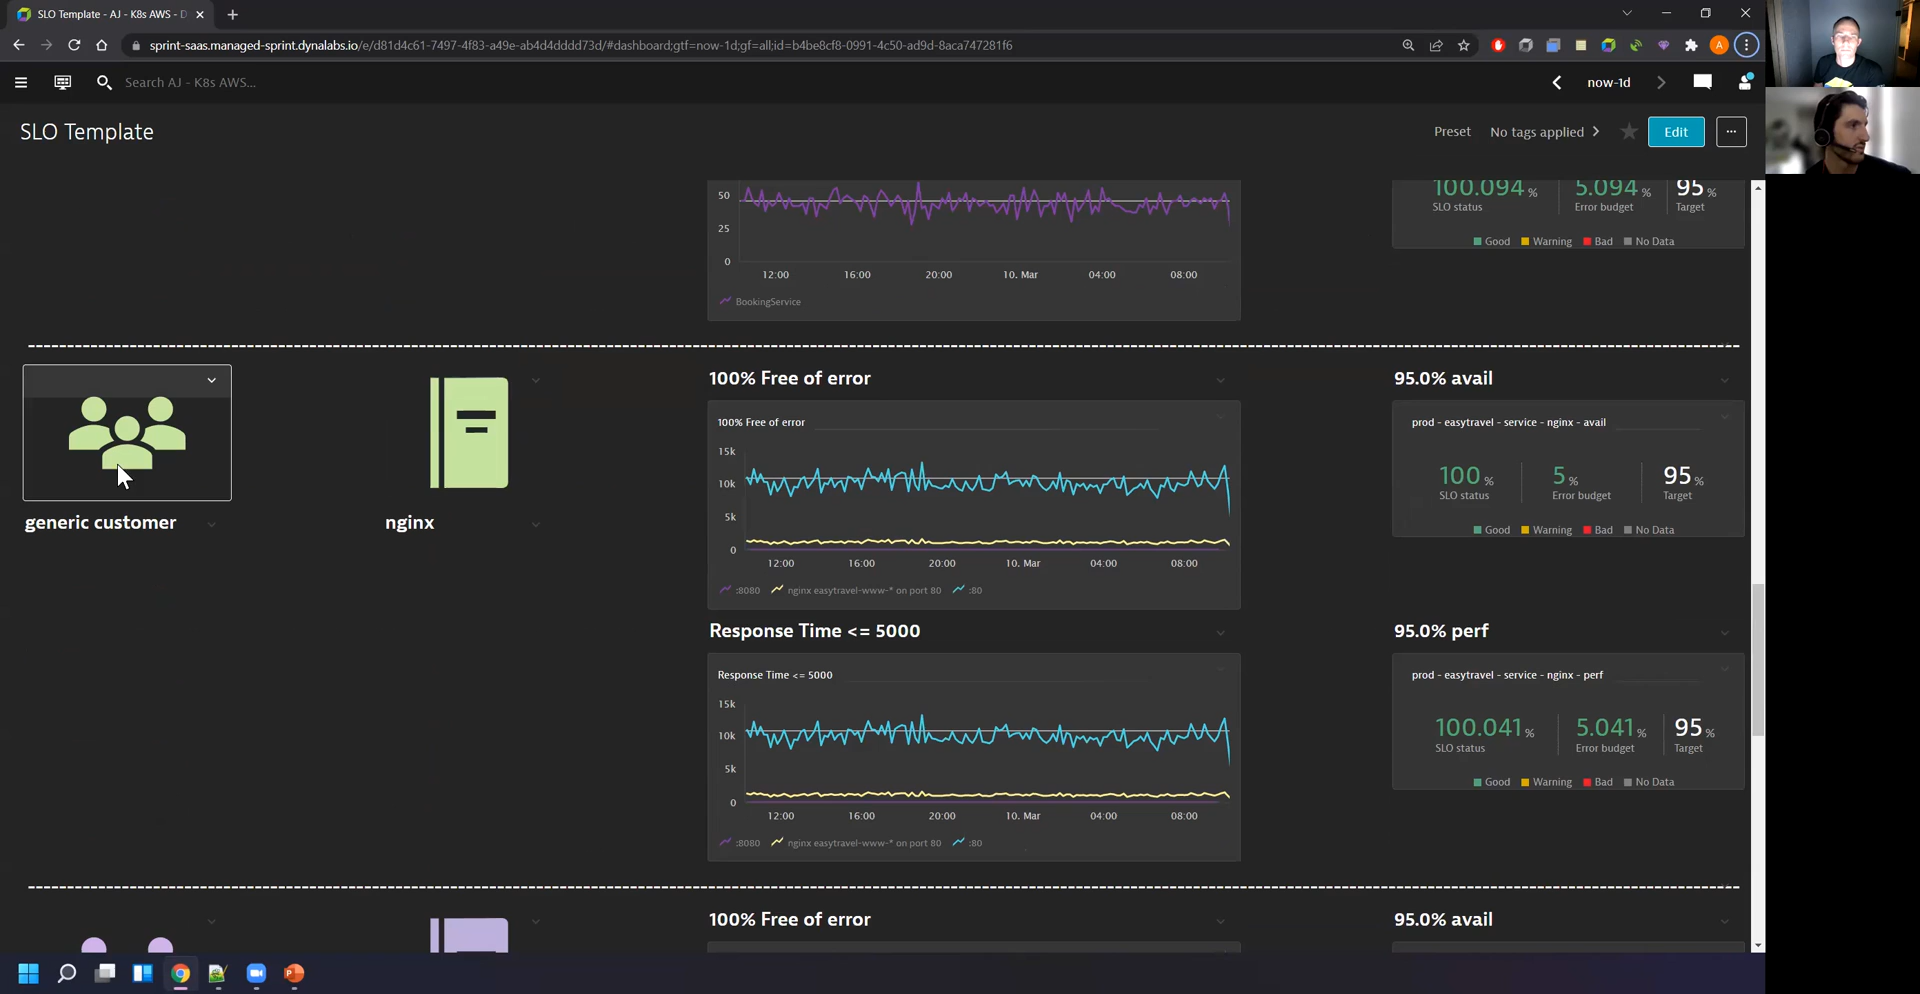 SLO Template - AJ - K8s AWS - D
sprint-saas.managed-sprint.dynalabs.io/e/d81d4c61-7497-4f83-a49e-ab4d4dddd73d/#dashboard;gtf=now-1d;gf=all;id=b4be8cf8-0991-4c50-ad9d-8aca747281f6
A
Search AJ - K8s AWS...
now-1d
SLO Template
Preset
No tags applied
Edit
...
50
25
0
12:00 16:00 20:00 10. Mar 04:00 08:00
BookingService
100.094 % 5.094 % 95 %
SLO status Error budget Target
Good Warning Bad No Data
generic customer
nginx
100% Free of error
100% Free of error
15k
10k
5k
0
12:00 16:00 20:00 10. Mar 04:00 08:00
:8080 nginx easytravel-www-* on port 80 :80
95.0% avail
prod - easytravel - service - nginx - avail
100 % 5 % 95 %
SLO status Error budget Target
Good Warning Bad No Data
Response Time <= 5000
Response Time <= 5000
15k
10k
5k
0
12:00 16:00 20:00 10. Mar 04:00 08:00
:8080 nginx easytravel-www-* on port 80 :80
95.0% perf
prod - easytravel - service - nginx - perf
100.041 % 5.041 % 95 %
SLO status Error budget Target
Good Warning Bad No Data
100% Free of error
95.0% avail